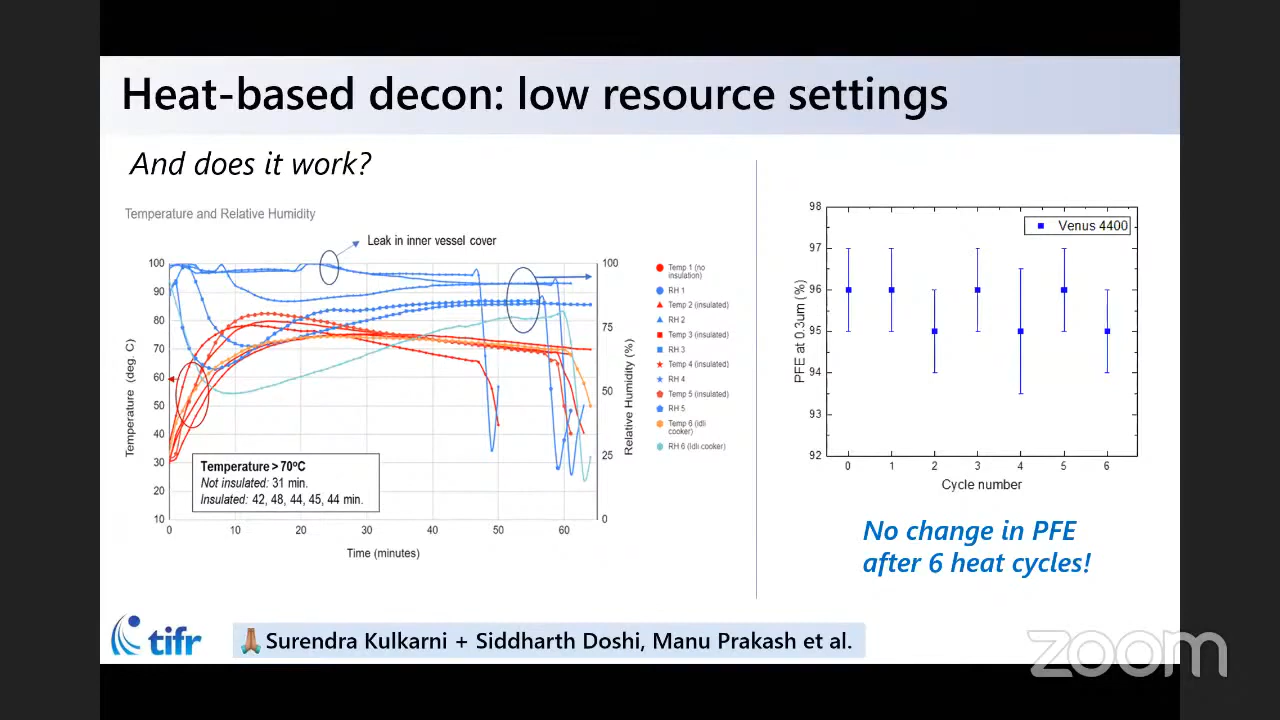 Heat-based decon: low resource settings
And does it work?
Temperature and Relative Humidity
Leak in inner vessel cover
100
90
80
70
60
50
40
30
20
10
Temperature (deg. C)
0
10
20
30
40
50
60
Time (minutes)
100
75
50
25
0
Relative Humidity (%)
Temperature > 70ºC
Not insulated: 31 min.
Insulated: 42, 48, 44, 45, 44 min.
Temp 1 (no
insulation)
RH 1
Temp 2 (insulated)
RH 2
Temp 3 (insulated)
RH 3
Temp 4 (insulated)
RH 4
Temp 5 (insulated)
RH 5
Temp 6 (idli
cooker)
RH 6 (Idli cooker)
98
97
96
95
94
93
92
PFE at 0.3um (%)
Venus 4400
0
1
2
3
4
5
6
Cycle number
No change in PFE
after 6 heat cycles!
tifr
Surendra Kulkarni + Siddharth Doshi, Manu Prakash et al.
zoom